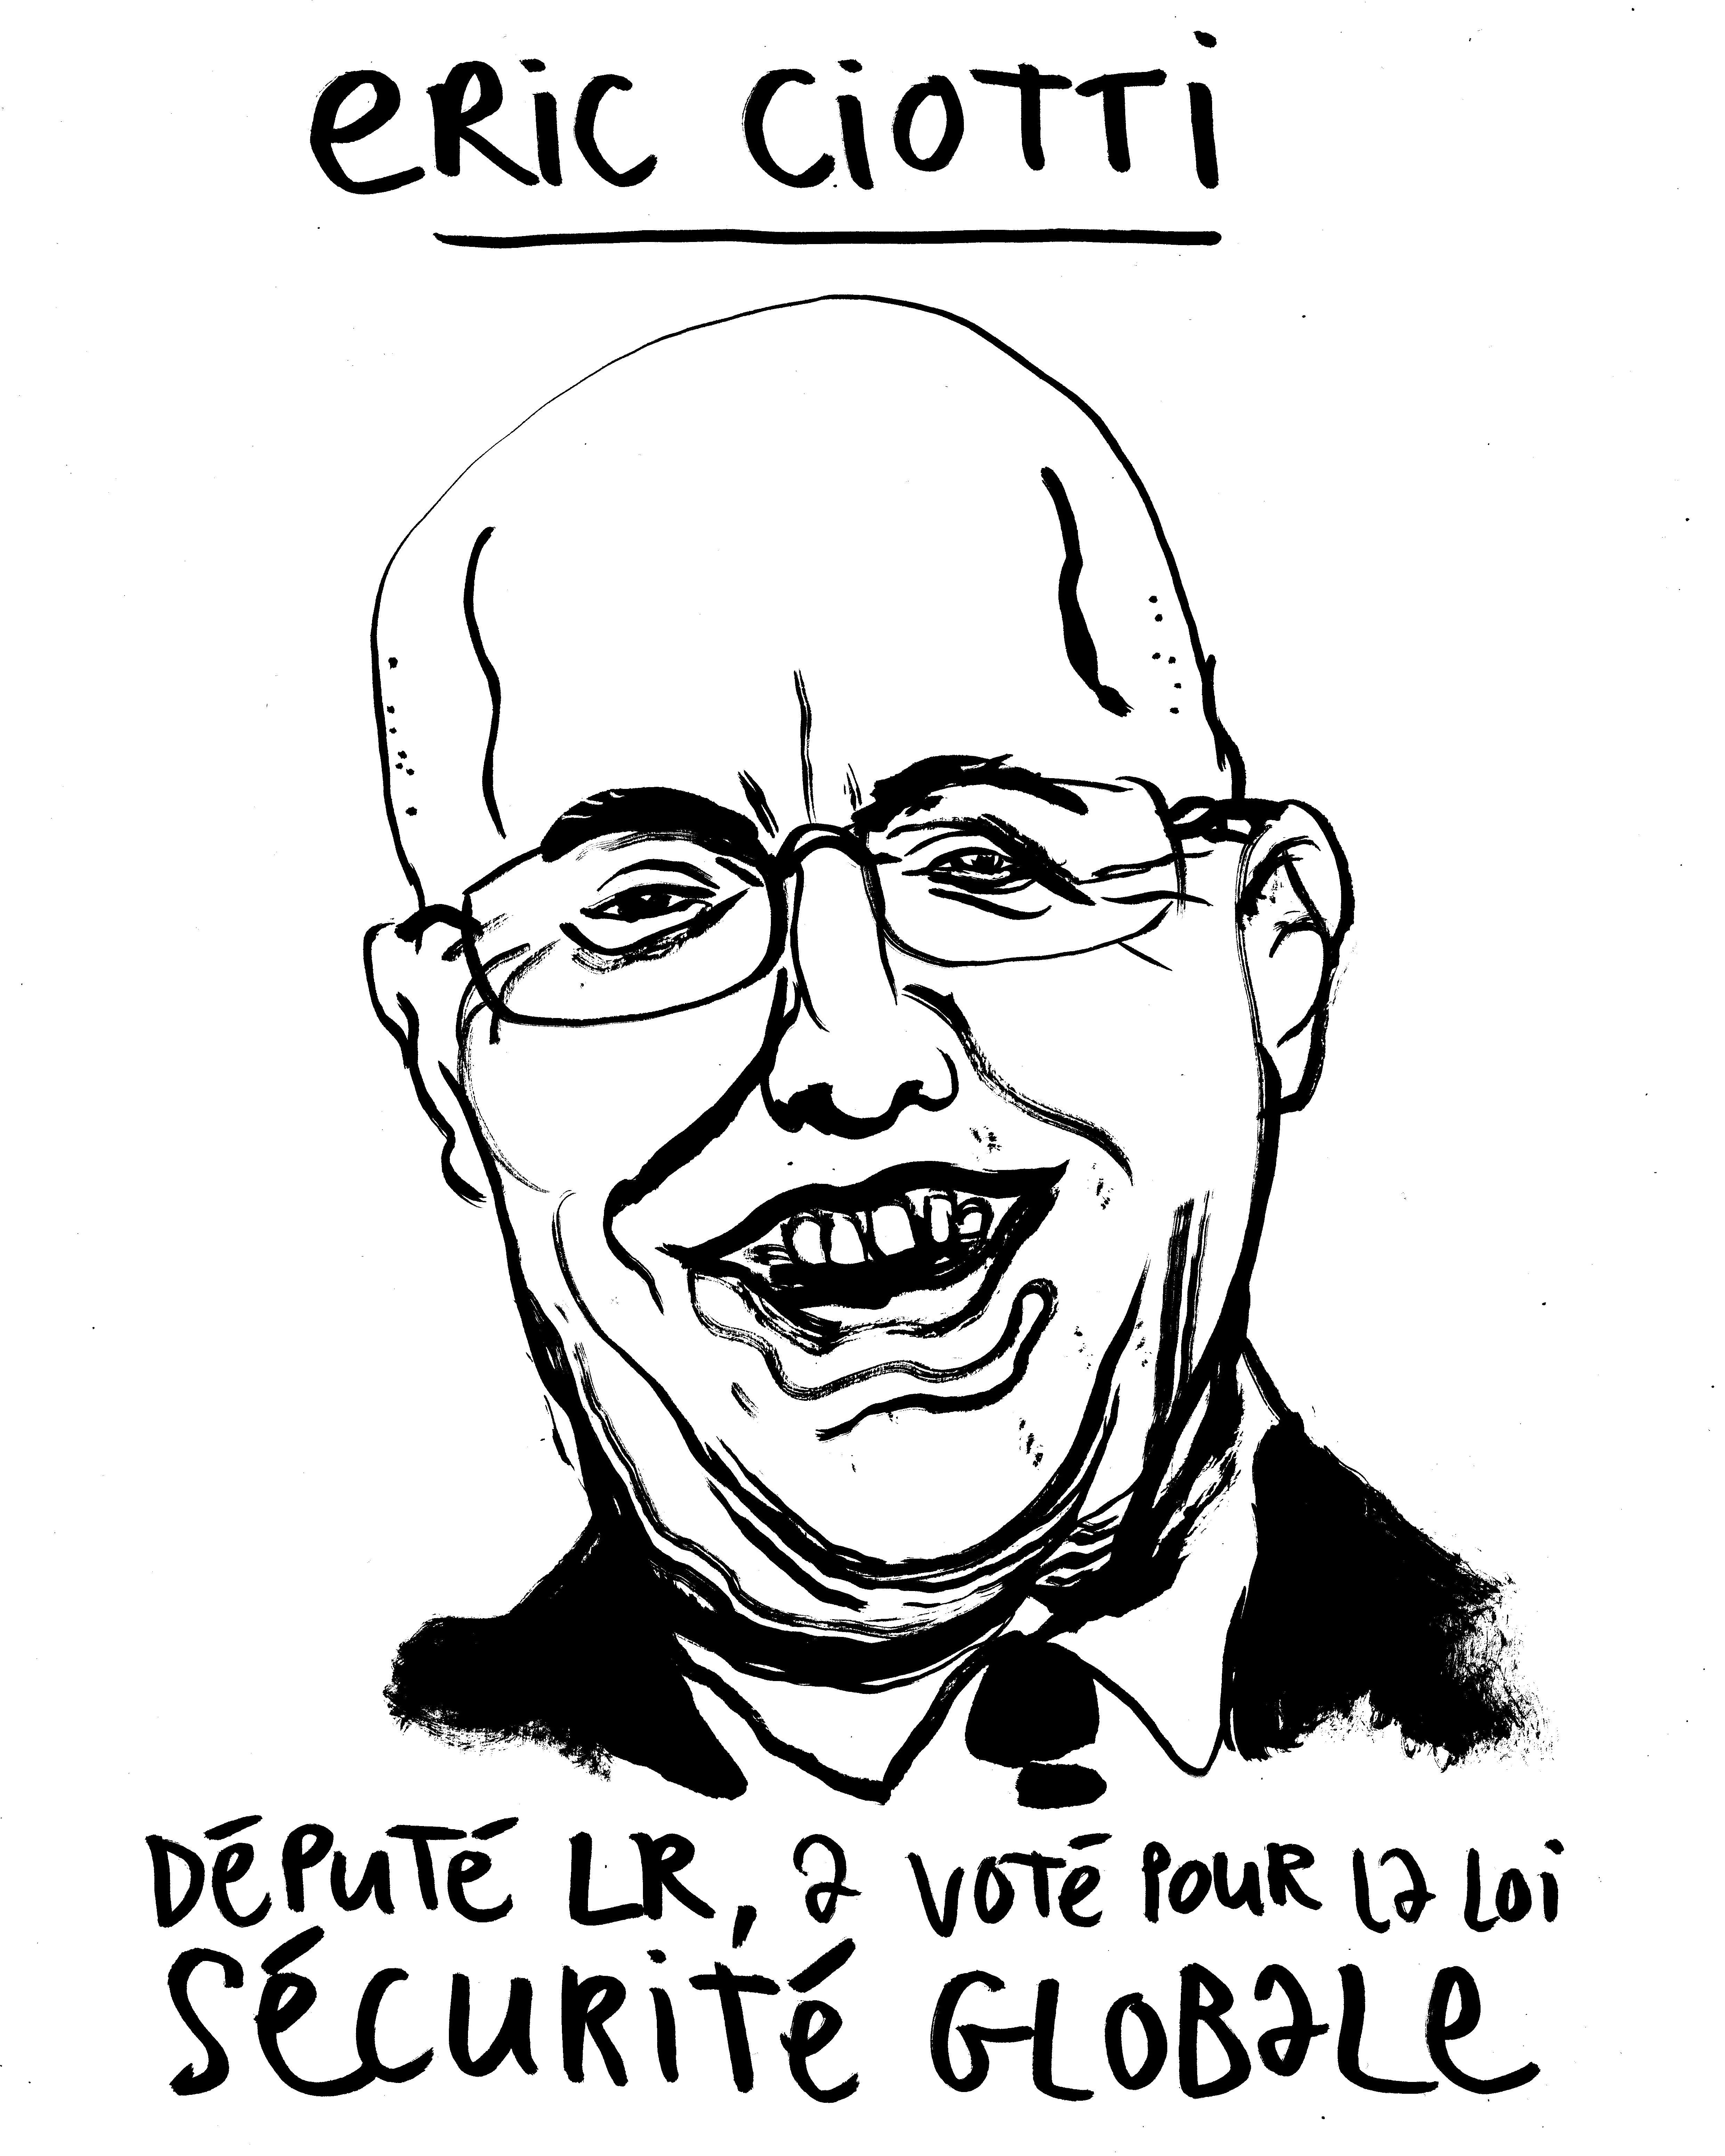 eRic ciotti
Député LR, a voté pour la loi
Sécurité Globale